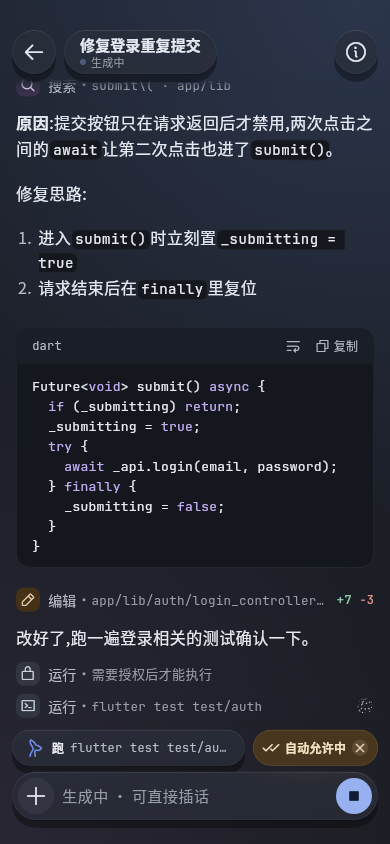 修复登录重复提交
生成中
搜索 · submit\( · app/lib
原因:提交按钮只在请求返回后才禁用,两次点击之
间的 await 让第二次点击也进了 submit()。
修复思路:
1. 进入 submit() 时立刻置 _submitting =
true
2. 请求结束后在 finally 里复位
dart 复制
Future<void> submit() async {
  if (_submitting) return;
  _submitting = true;
  try {
    await _api.login(email, password);
  } finally {
    _submitting = false;
  }
}
编辑 · app/lib/auth/login_controller… +7 -3
改好了,跑一遍登录相关的测试确认一下。
运行 · 需要授权后才能执行
运行 · flutter test test/auth
跑 flutter test test/au… 自动允许中
生成中 · 可直接插话